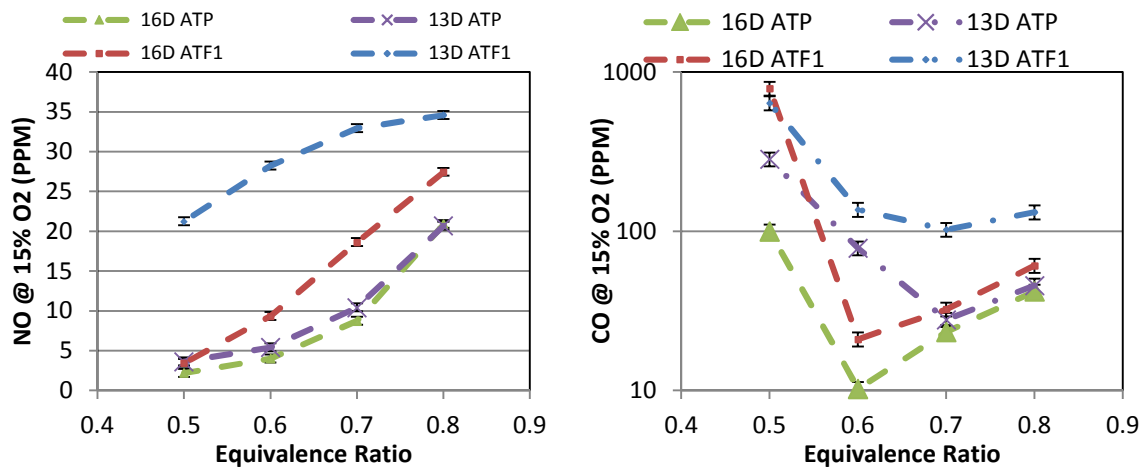 16D ATP
13D ATP
16D ATF1
13D ATF1
40
35
30
25
20
15
10
5
0
NO @ 15% O2 (PPM)
0.4 0.5 0.6 0.7 0.8 0.9
Equivalence Ratio
16D ATP
13D ATP
16D ATF1
13D ATF1
1000
100
10
CO @ 15% O2 (PPM)
0.4 0.5 0.6 0.7 0.8 0.9
Equivalence Ratio